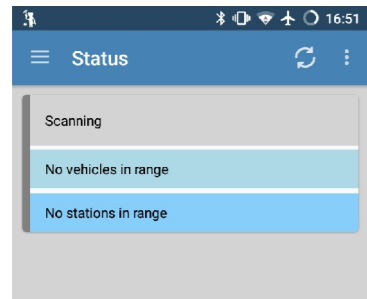 16:51
Status
Scanning
No vehicles in range
No stations in range